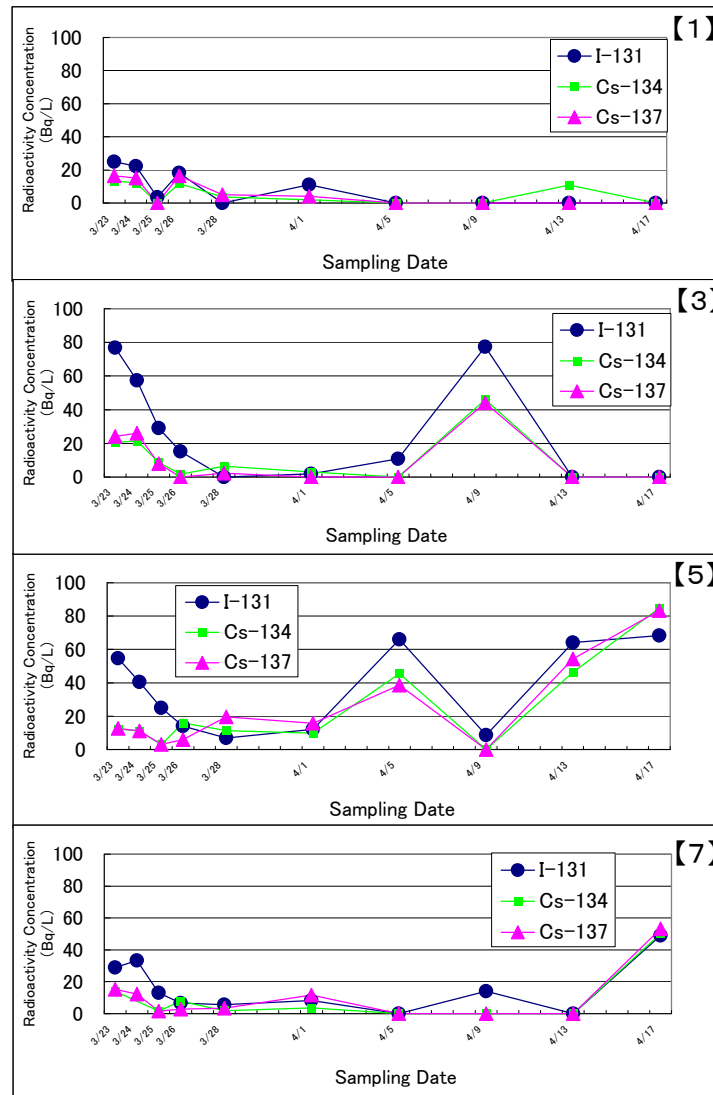 【1】
Radioactivity Concentration
(Bq/L)
100
80
60
40
20
0
I-131
Cs-134
Cs-137
3/23
3/24
3/25
3/26
3/28
4/1
4/5
4/9
4/13
4/17
Sampling Date
【3】
Radioactivity Concentration
(Bq/L)
100
80
60
40
20
0
I-131
Cs-134
Cs-137
3/23
3/24
3/25
3/26
3/28
4/1
4/5
4/9
4/13
4/17
Sampling Date
【5】
Radioactivity Concentration
(Bq/L)
100
80
60
40
20
0
I-131
Cs-134
Cs-137
3/23
3/24
3/25
3/26
3/28
4/1
4/5
4/9
4/13
4/17
Sampling Date
【7】
Radioactivity Concentration
(Bq/L)
100
80
60
40
20
0
I-131
Cs-134
Cs-137
3/23
3/24
3/25
3/26
3/28
4/1
4/5
4/9
4/13
4/17
Sampling Date